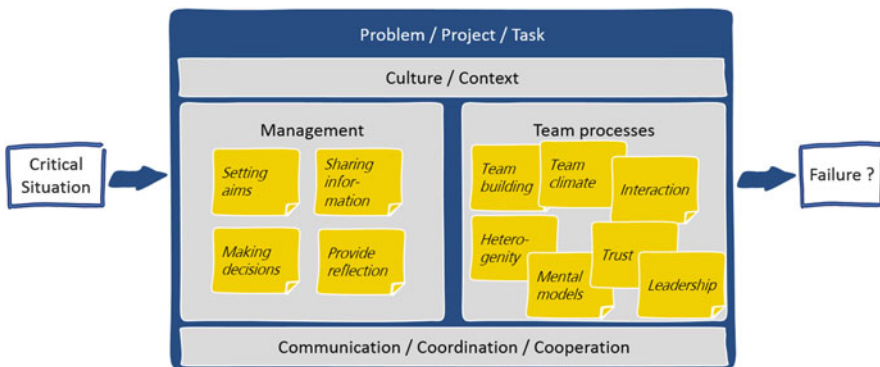 Problem / Project / Task
Culture / Context
Critical
Situation
Management
Setting
aims
Sharing
infor-
mation
Making
decisions
Provide
reflection
Team processes
Team
building
Team
climate
Interaction
Hetero-
genity
Mental
models
Trust
Leadership
Failure ?
Communication / Coordination / Cooperation